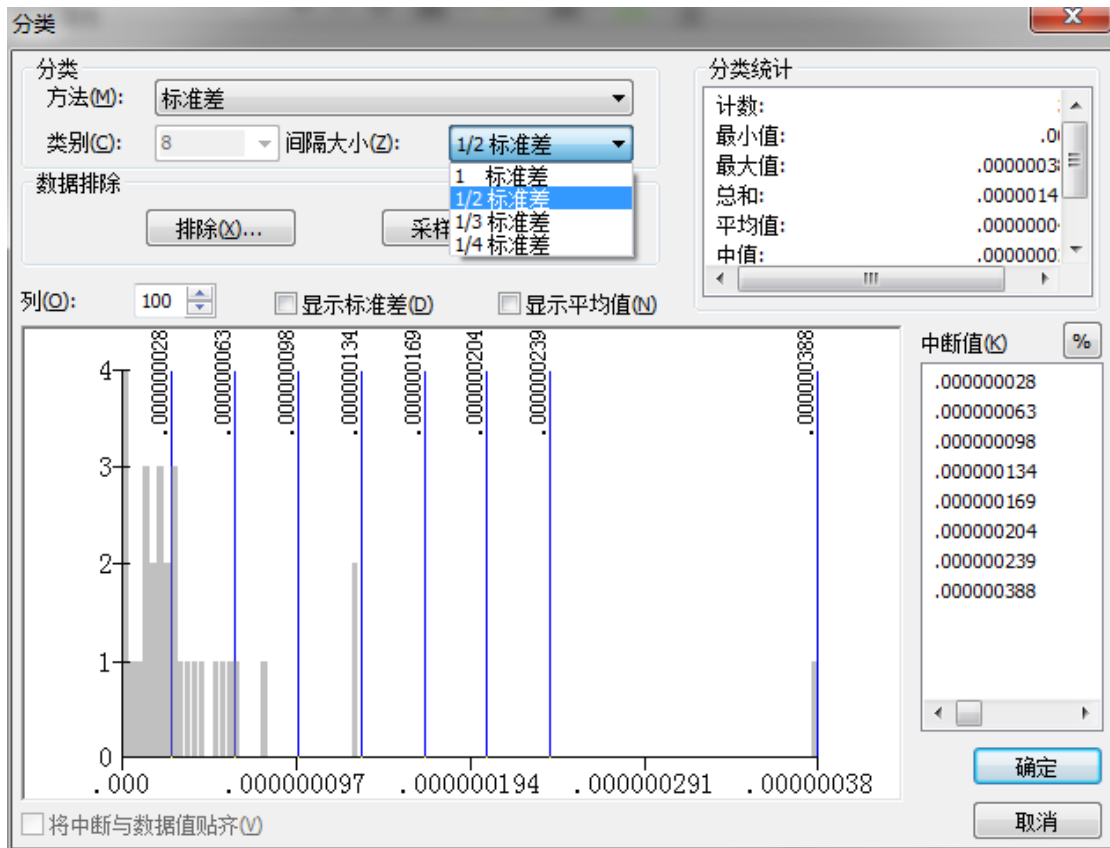 分类
分类
方法(M): 标准差
类别(C): 8 间隔大小(Z): 1/2 标准差
1 标准差
1/2 标准差
1/3 标准差
1/4 标准差
数据排除
排除(X)... 采样
分类统计
计数:
最小值: .00
最大值: .0000003
总和: .0000014
平均值: .0000000
中值: .0000000
列(O): 100 显示标准差(D) 显示平均值(N)
.000000028 .000000063 .000000098 .000000134 .000000169 .000000204 .000000239 .000000388
4
3
2
1
0
.000 .000000097 .000000194 .000000291 .00000038
将中断与数据值贴齐(V)
中断值(K) %
.000000028
.000000063
.000000098
.000000134
.000000169
.000000204
.000000239
.000000388
确定
取消